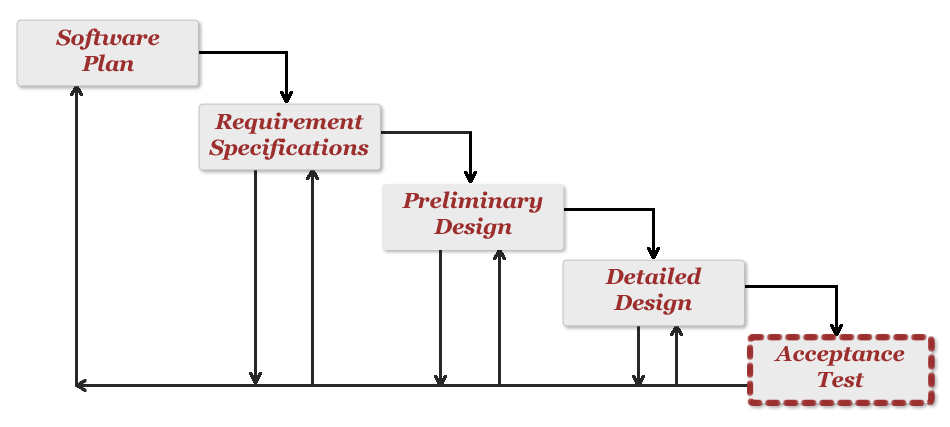 Software
Plan
Requirement
Specifications
Preliminary
Design
Detailed
Design
Acceptance
Test